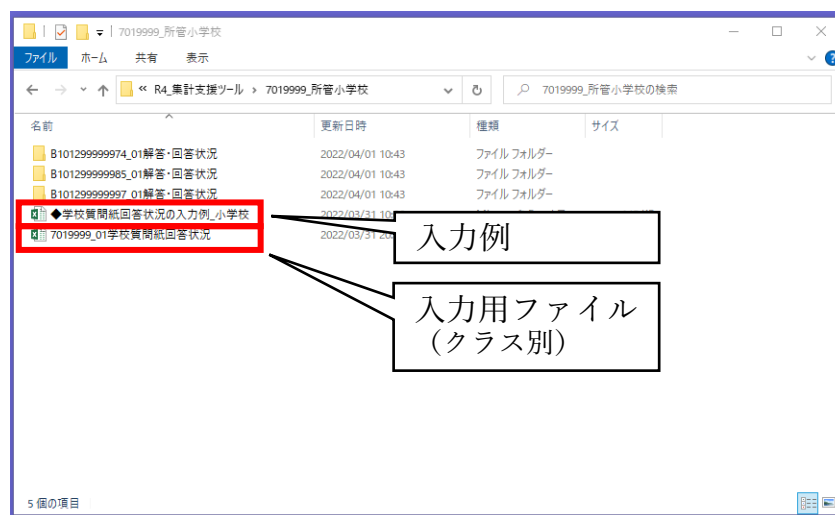 7019999_所管小学校
ファイル ホーム 共有 表示
« R4_集計支援ツール › 7019999_所管小学校 7019999_所管小学校の検索
名前 更新日時 種類 サイズ
B101299999974_01解答・回答状況 2022/04/01 10:43 ファイル フォルダー
B101299999985_01解答・回答状況 2022/04/01 10:43 ファイル フォルダー
B101299999997_01解答・回答状況 2022/04/01 10:43 ファイル フォルダー
◆学校質問紙回答状況の入力例_小学校 2022/03/31
7019999_01学校質問紙回答状況 2022/03/31
入力例
入力用ファイル
（クラス別）
5 個の項目